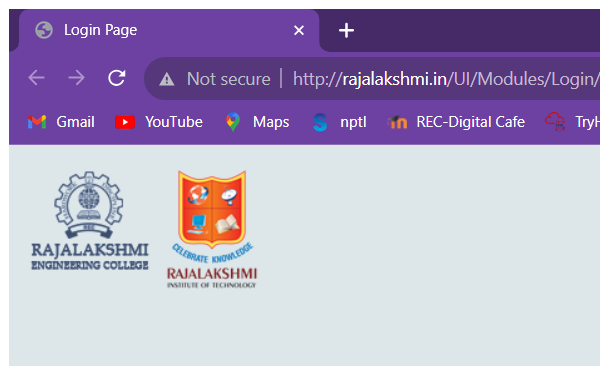 Login Page
Not secure | http://rajalakshmi.in/UI/Modules/Login/
Gmail YouTube Maps nptl REC-Digital Cafe TryH
REC
RAJALAKSHMI
ENGINEERING COLLEGE
CELEBRATE KNOWLEDGE
RAJALAKSHMI
INSTITUTE OF TECHNOLOGY